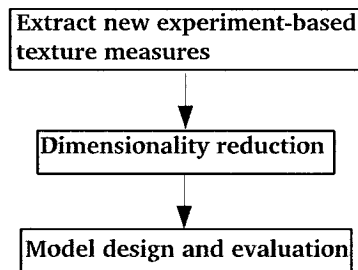 Extract new experiment-based
texture measures
Dimensionality reduction
Model design and evaluation